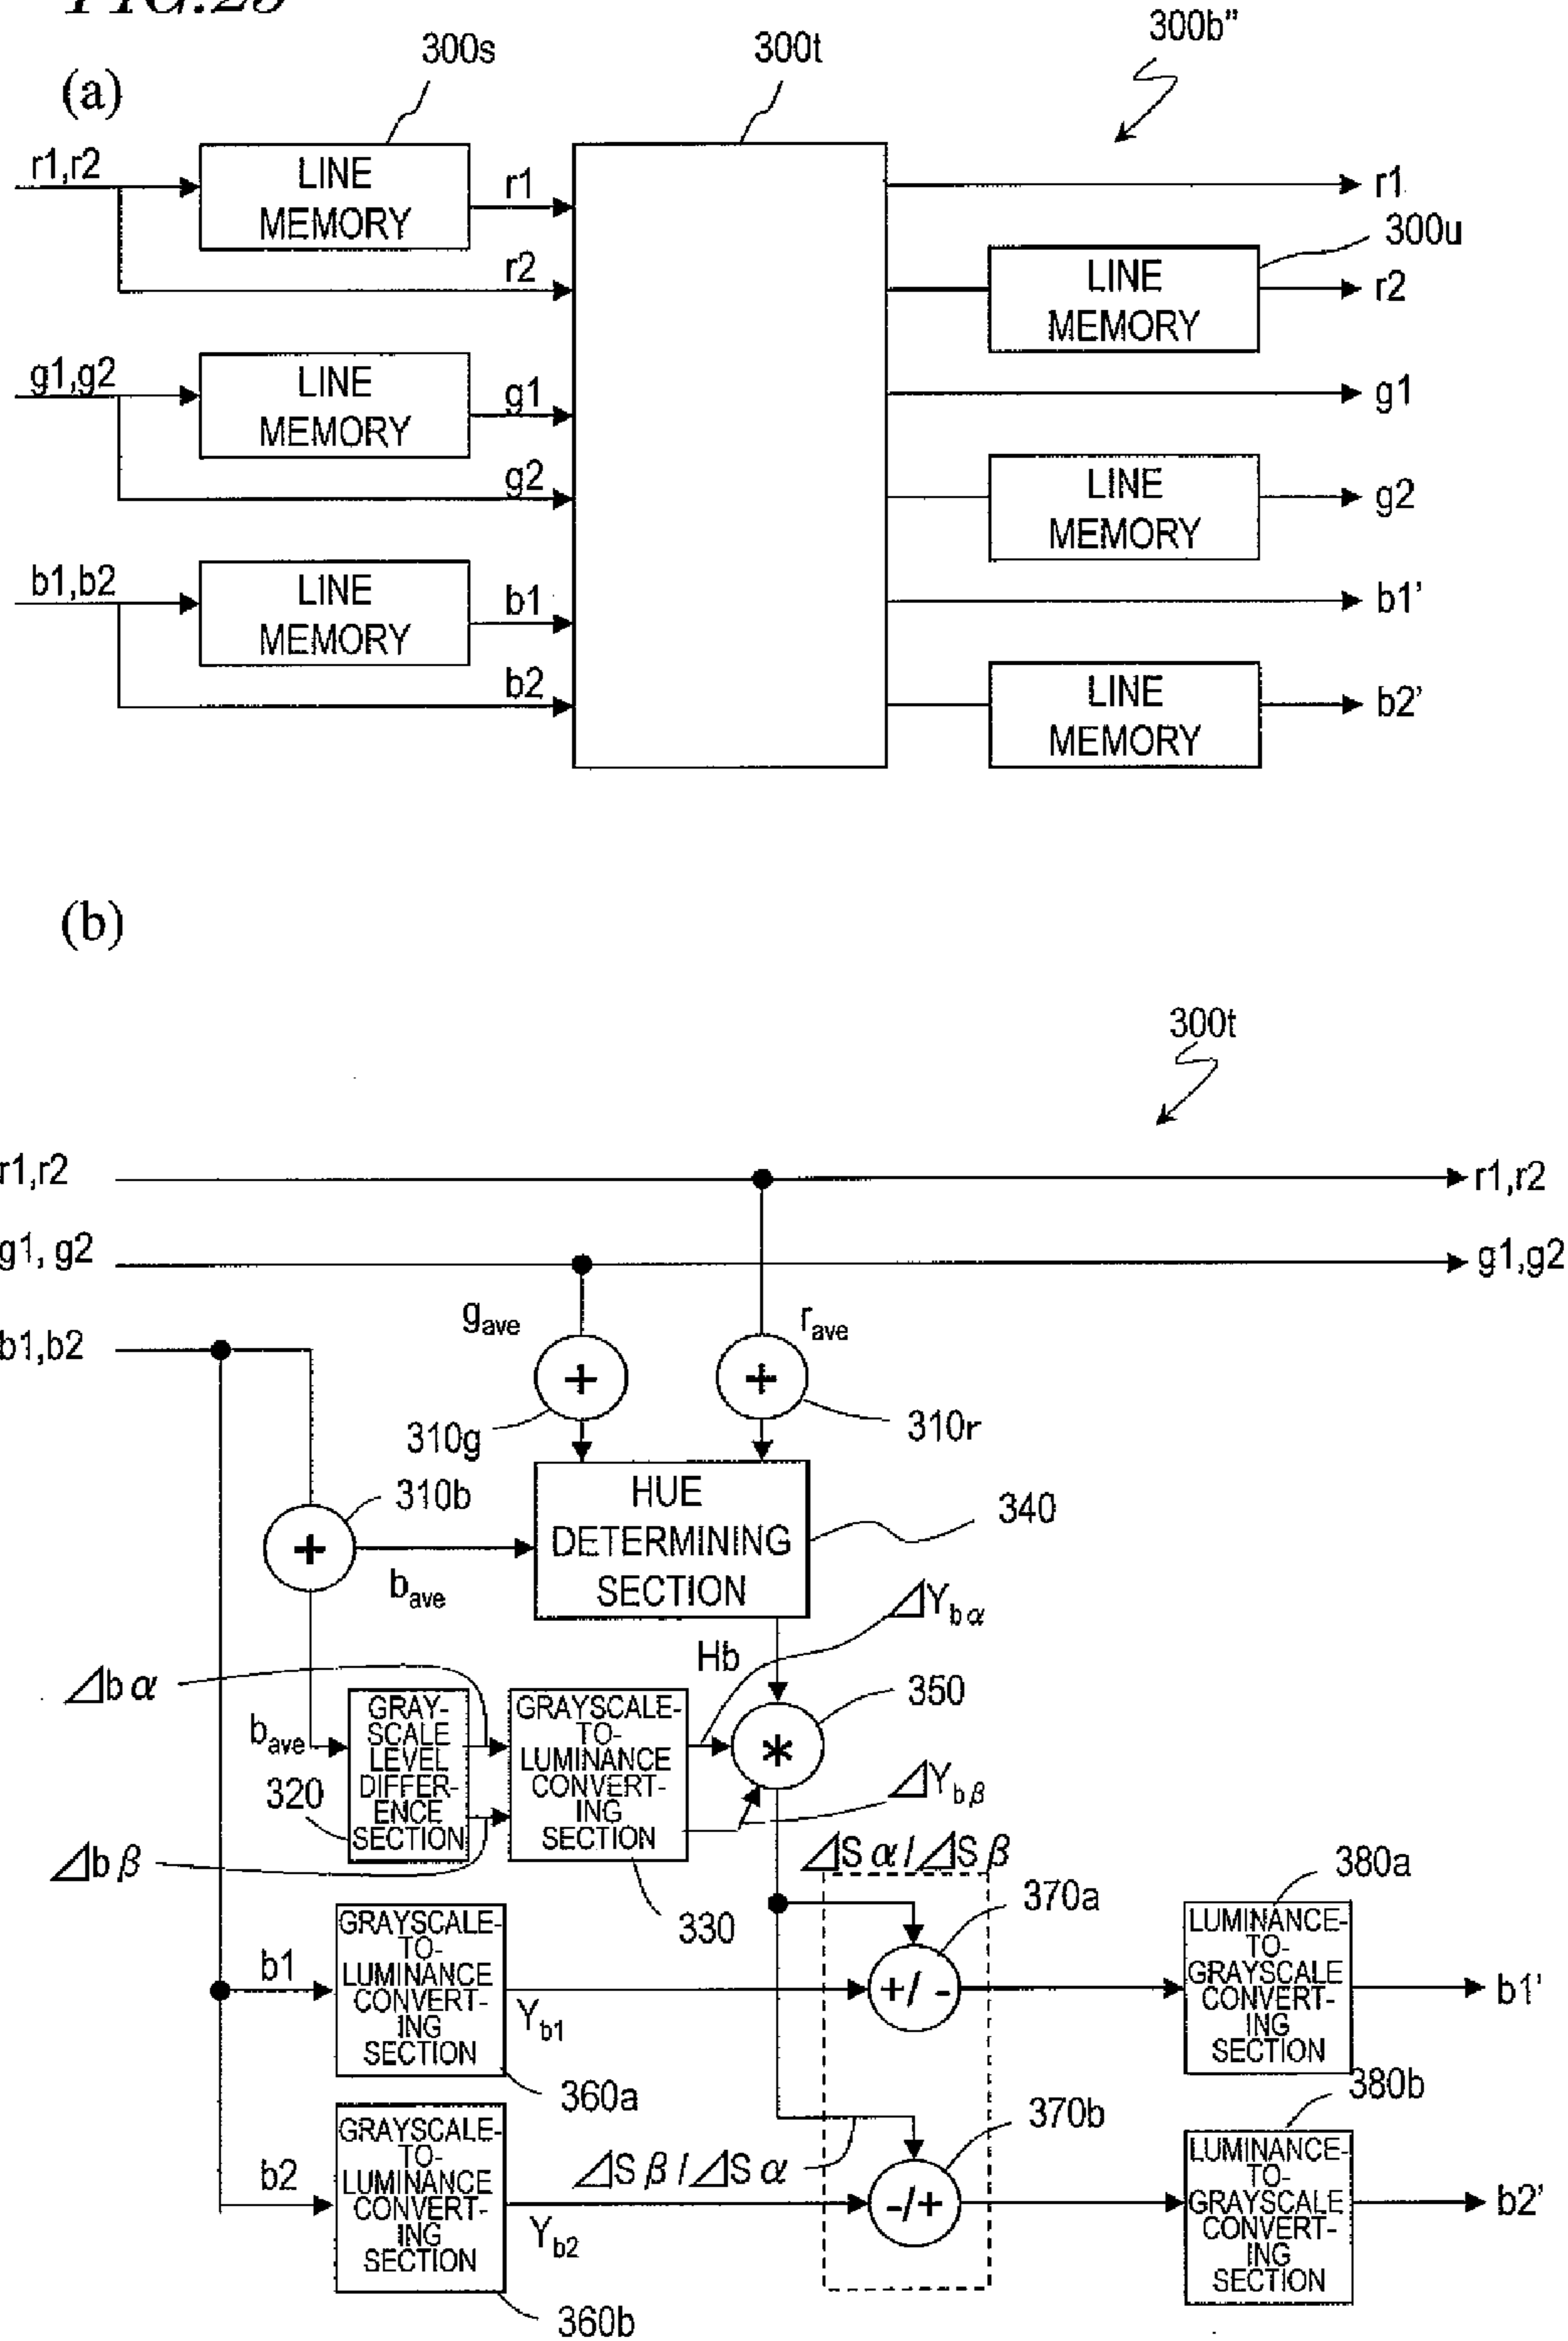 300s
300t
300b"
(a)
r1,r2
LINE
MEMORY
r1
r1
300u
r2
LINE
MEMORY
r2
g1,g2
LINE
MEMORY
g1
g1
g2
LINE
MEMORY
g2
b1,b2
LINE
MEMORY
b1
b1'
b2
LINE
MEMORY
b2'
(b)
300t
r1,r2
r1,r2
g1, g2
g1,g2
gave
rave
b1,b2
+
+
310g
310r
310b
HUE
DETERMINING
SECTION
340
+
bave
⊿Ybα
Hb
350
⊿bα
GRAY-
SCALE
LEVEL
DIFFER-
ENCE
SECTION
GRAYSCALE-
TO-
LUMINANCE
CONVERT-
ING
SECTION
bave
*
320
⊿Ybβ
⊿bβ
330
⊿Sα/⊿Sβ
370a
380a
GRAYSCALE-
TO-
LUMINANCE
CONVERT-
ING
SECTION
b1
Yb1
+/-
LUMINANCE-
TO-
GRAYSCALE
CONVERT-
ING
SECTION
b1'
360a
370b
380b
GRAYSCALE-
TO-
LUMINANCE
CONVERT-
ING
SECTION
b2
⊿Sβ/⊿Sα
Yb2
-/+
LUMINANCE-
TO-
GRAYSCALE
CONVERT-
ING
SECTION
b2'
360b